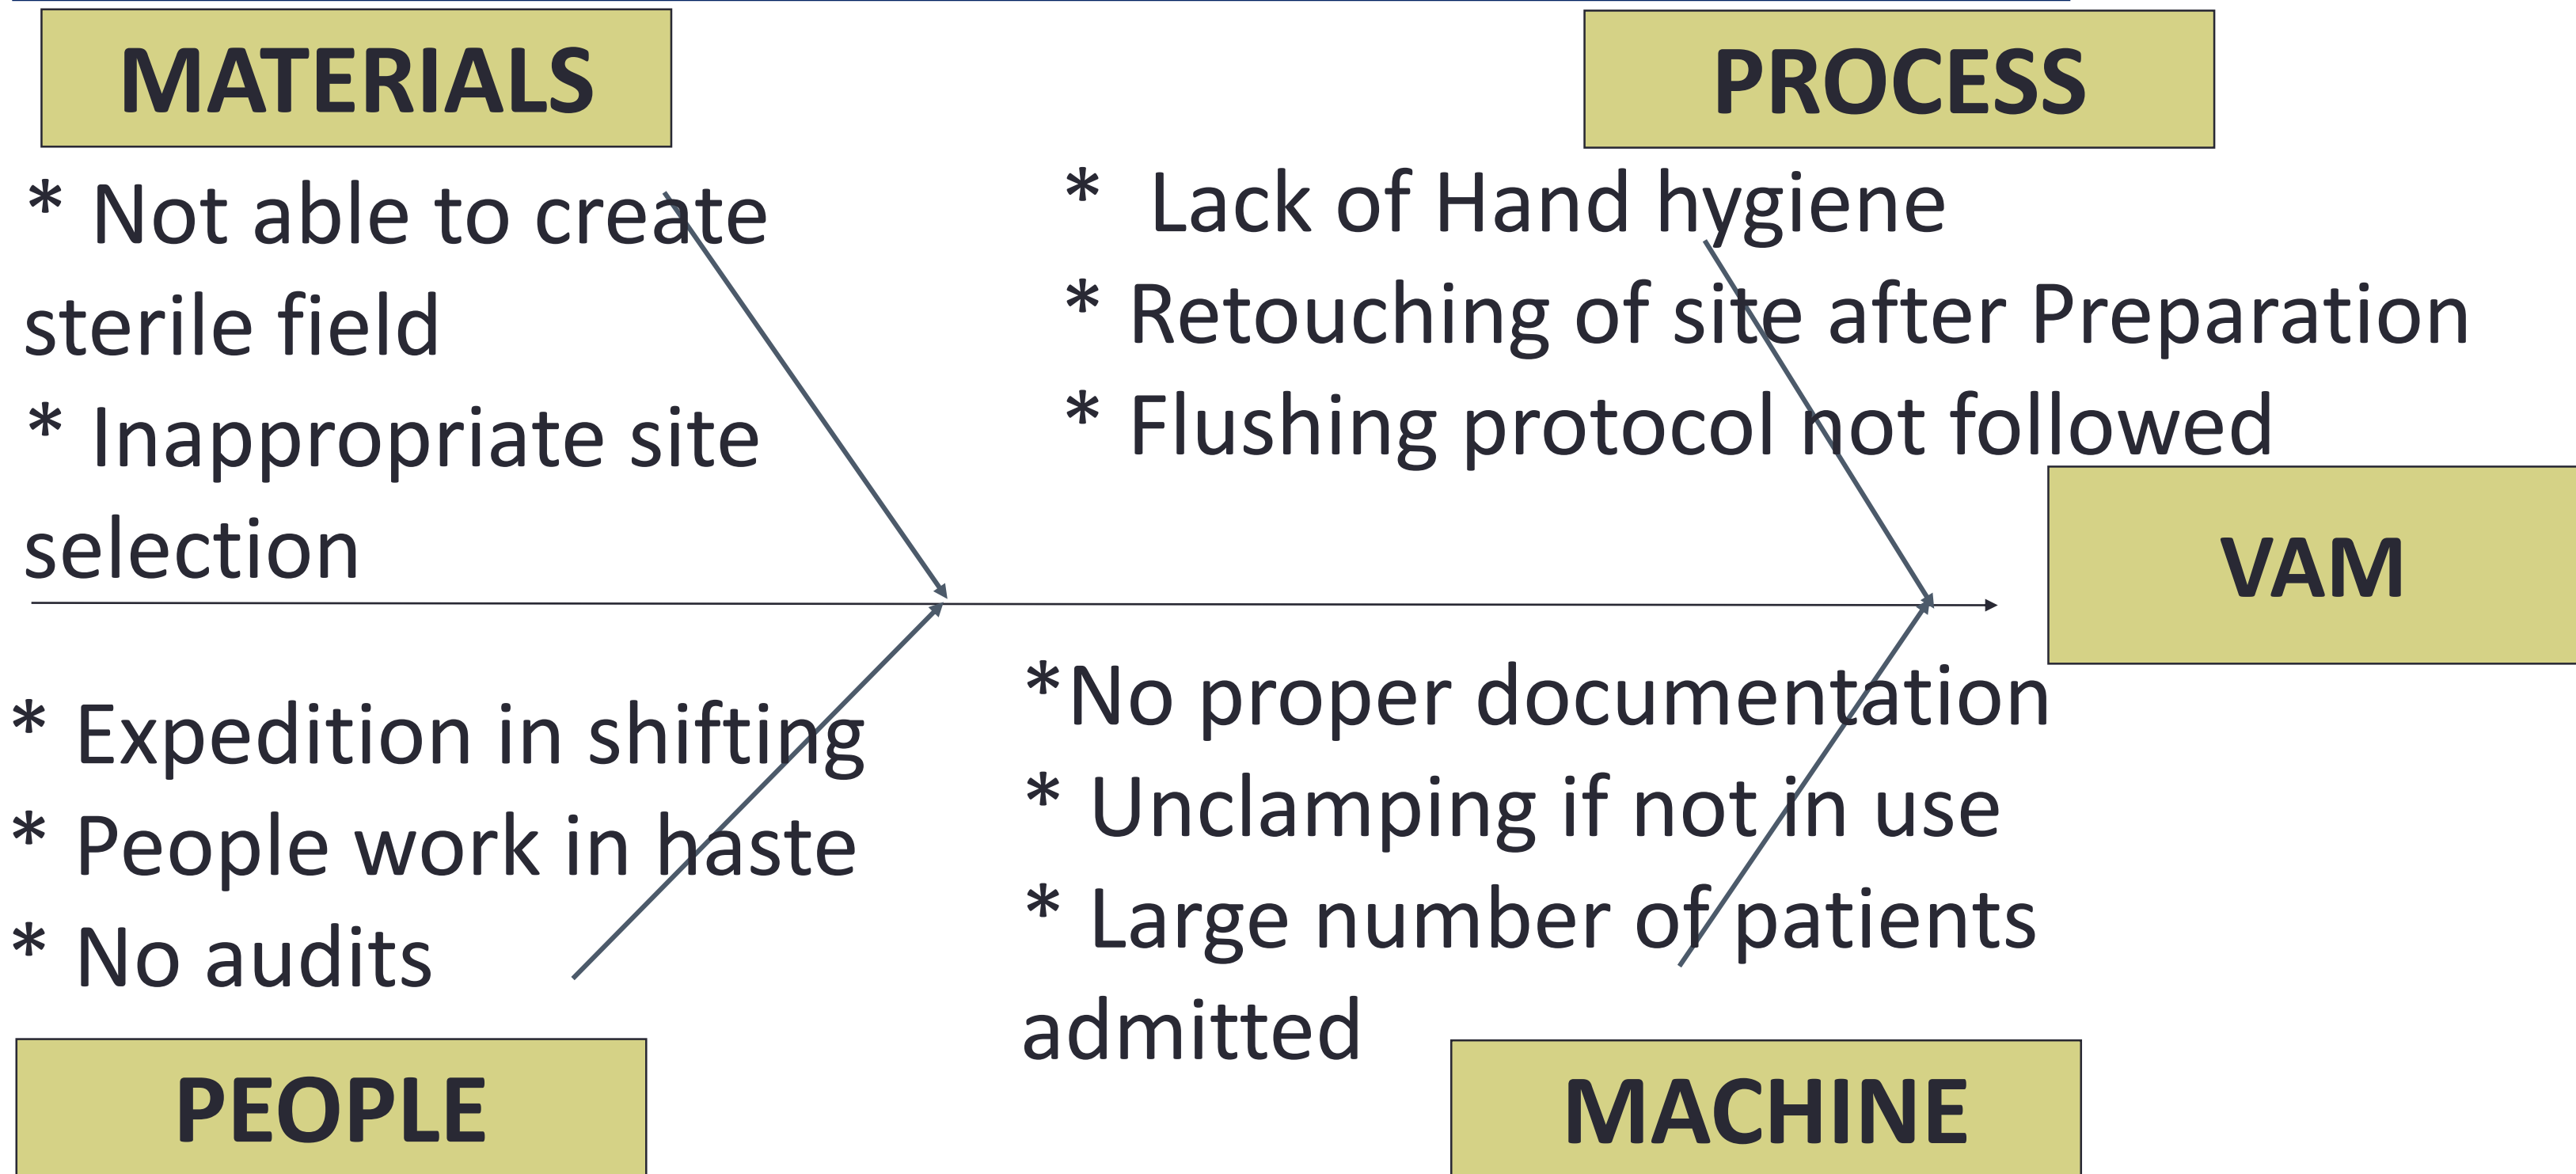 MATERIALS
* Not able to create
sterile field
* Inappropriate site
selection
PROCESS
* Lack of Hand hygiene
* Retouching of site after Preparation
* Flushing protocol not followed
VAM
* Expedition in shifting
* People work in haste
* No audits
PEOPLE
*No proper documentation
* Unclamping if not in use
* Large number of patients
admitted
MACHINE